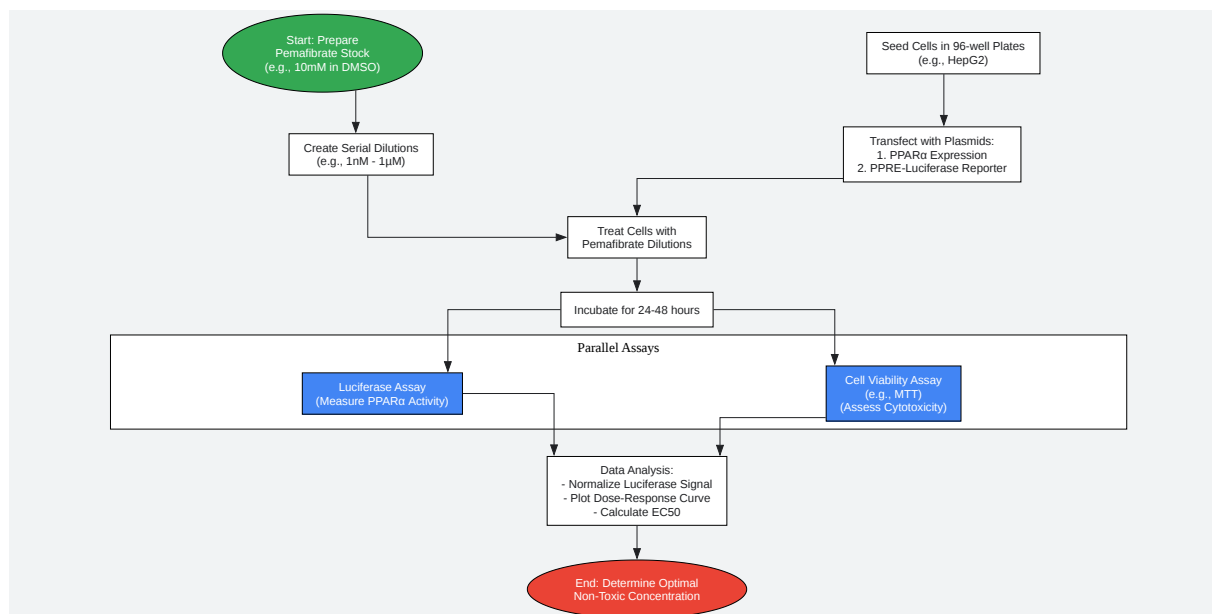 Start: Prepare
Pemafibrate Stock
(e.g., 10mM in DMSO)
Seed Cells in 96-well Plates
(e.g., HepG2)
Create Serial Dilutions
(e.g., 1nM - 1µM)
Transfect with Plasmids:
1. PPARα Expression
2. PPRE-Luciferase Reporter
Treat Cells with
Pemafibrate Dilutions
Incubate for 24-48 hours
Parallel Assays
Luciferase Assay
(Measure PPARα Activity)
Cell Viability Assay
(e.g., MTT)
(Assess Cytotoxicity)
Data Analysis:
- Normalize Luciferase Signal
- Plot Dose-Response Curve
- Calculate EC50
End: Determine Optimal
Non-Toxic Concentration